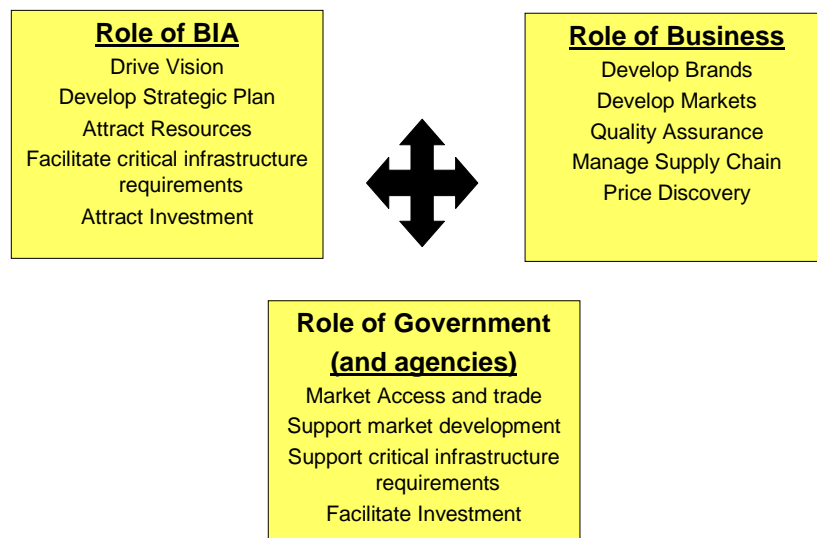 Role of BIA
Drive Vision
Develop Strategic Plan
Attract Resources
Facilitate critical infrastructure
requirements
Attract Investment
Role of Business
Develop Brands
Develop Markets
Quality Assurance
Manage Supply Chain
Price Discovery
Role of Government
(and agencies)
Market Access and trade
Support market development
Support critical infrastructure
requirements
Facilitate Investment